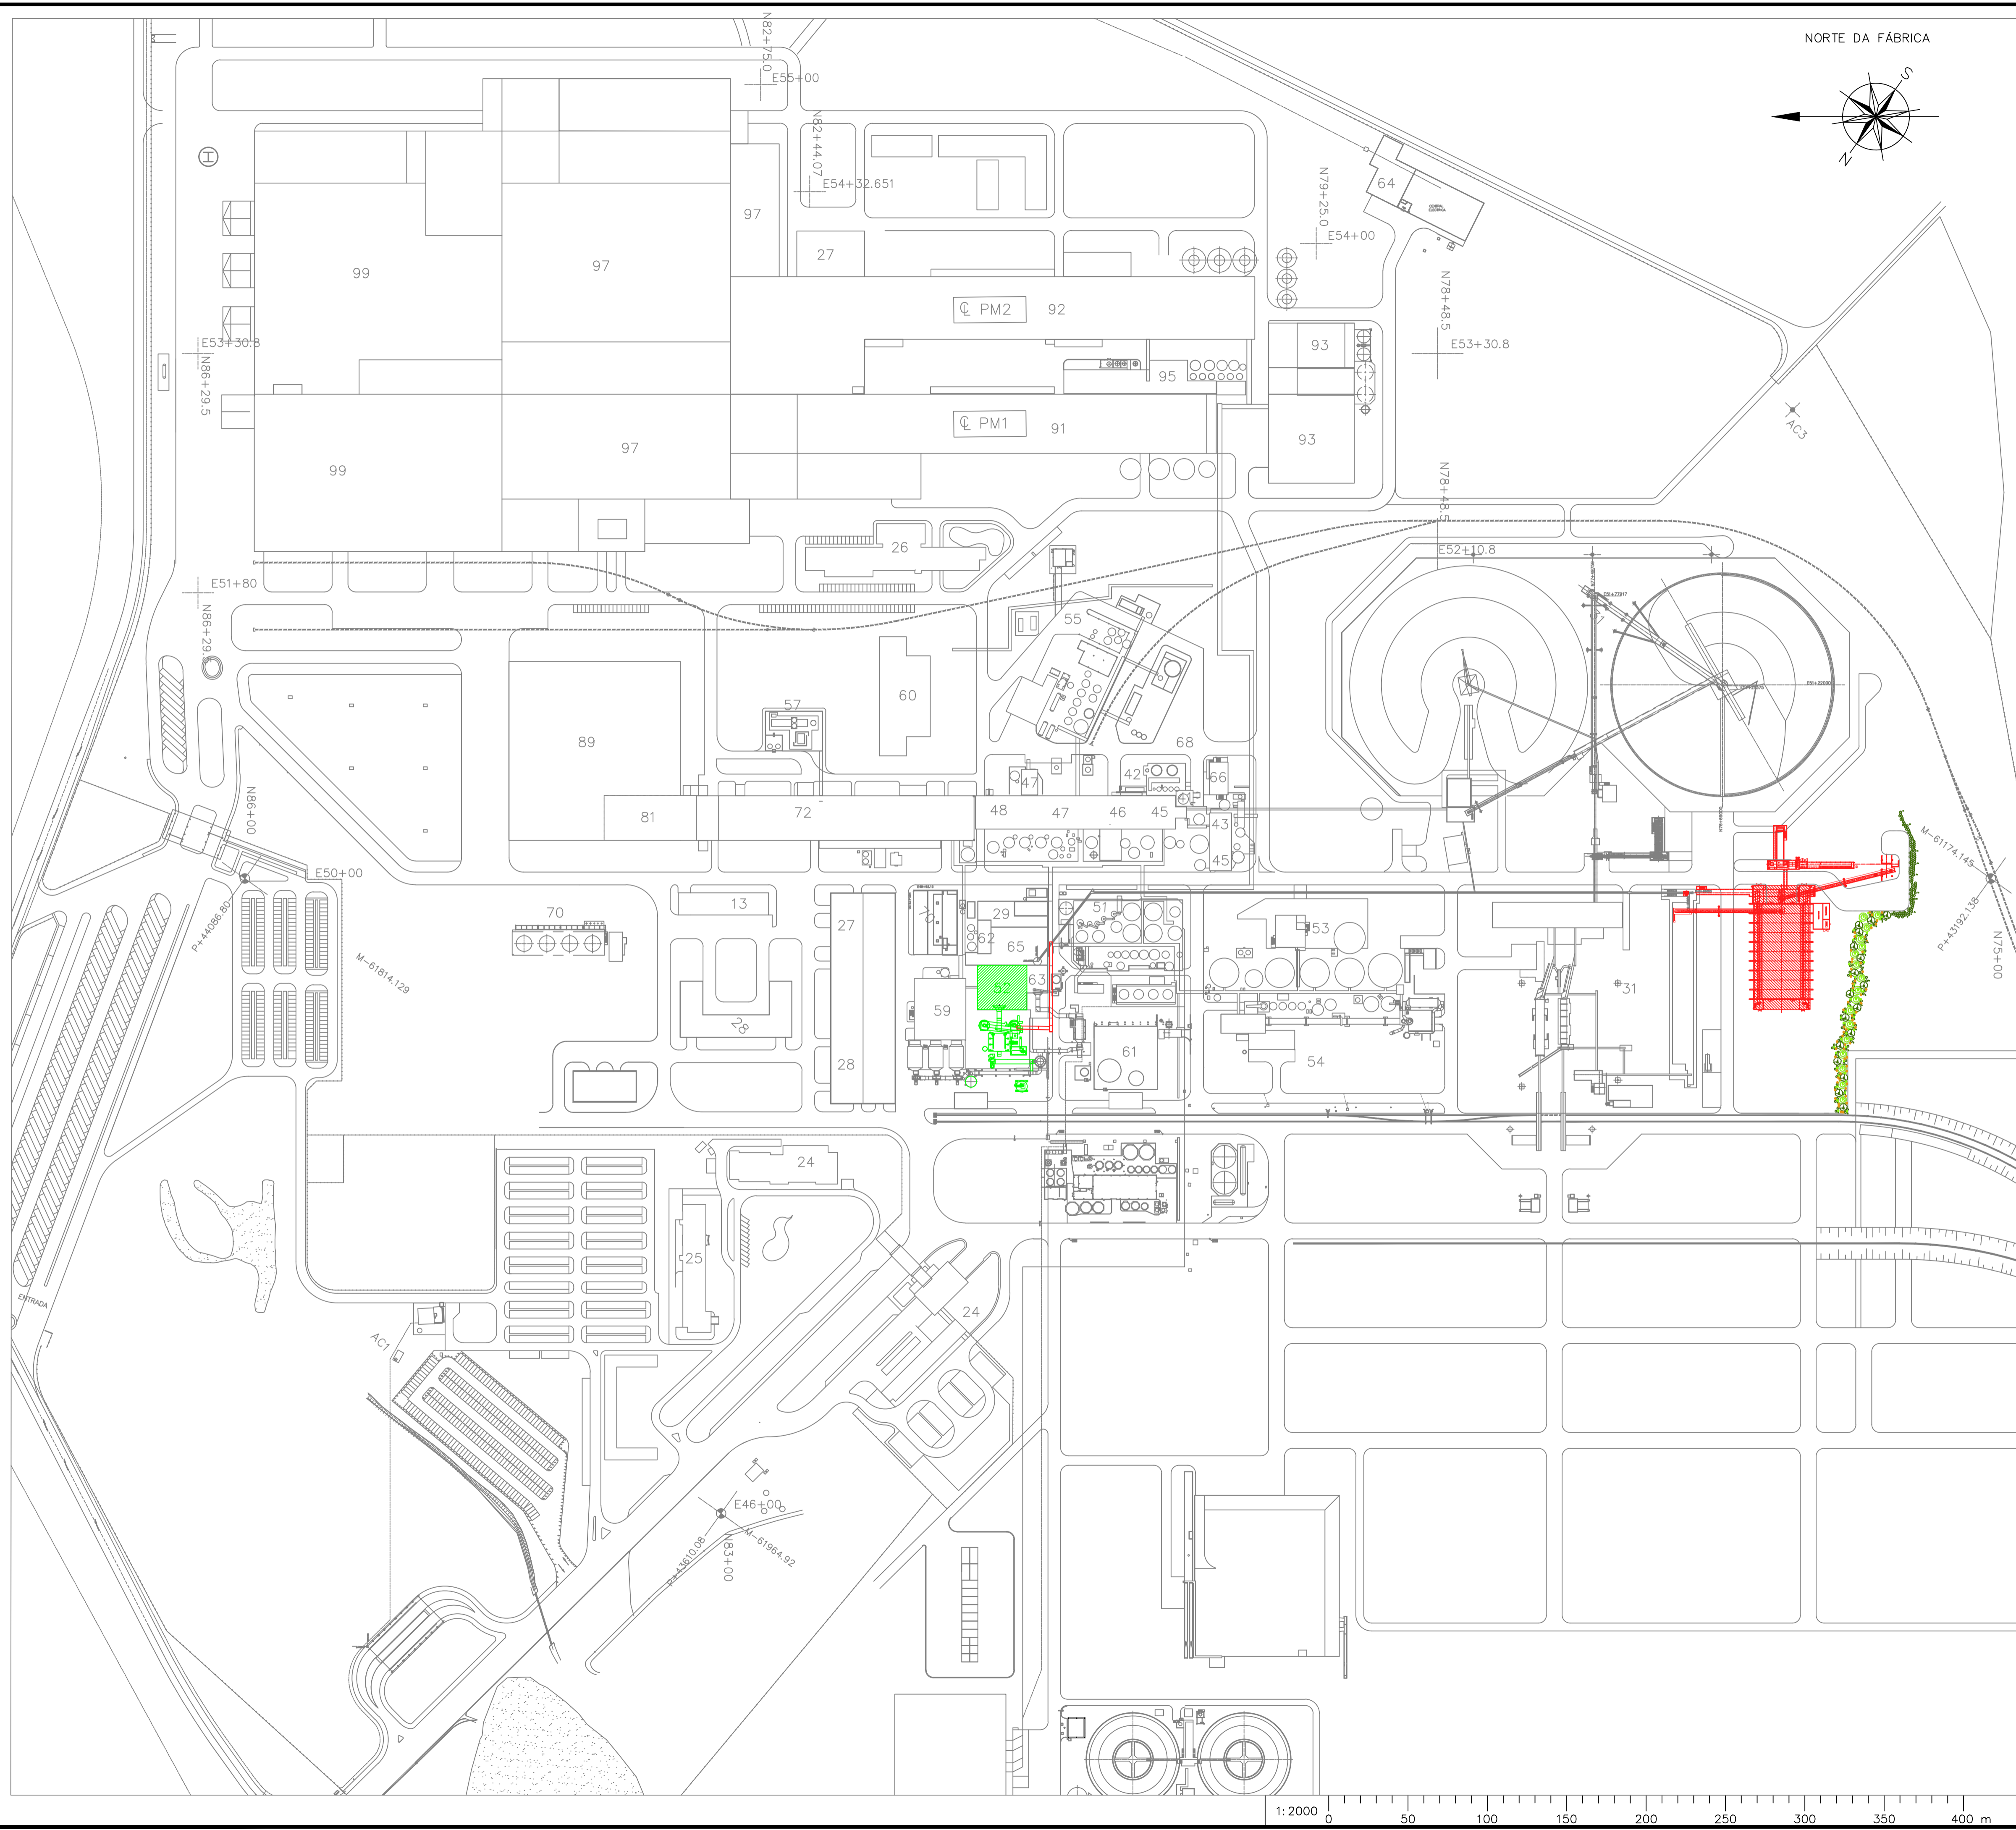 NORTE DA FÁBRICA
S
N
N82+75.0
E55+00
N82+44.07
E54+32.651
N79+25.0
E54+00
64
CENTRAL
ELECTRICA
H
97
27
99
97
℄ PM2
92
N78+48.5
E53+30.8
E53+30.8
N86+29.5
93
95
℄ PM1
91
93
97
99
AC3
N78+48.5
26
E52+10.8
E51+80
N86+29.5
55
60
57
89
68
42
66
47
48
47
46
45
43
45
81
72
N86+00
E50+00
P+44086.80
M-61814.129
M-61174.145
P+43192.138
N75+00
70
13
27
29
62
65
51
53
52
63
59
31
28
28
61
54
24
25
24
ENTRADA
AC1
E46+00
M-61964.92
P+43610.08
N83+00
1:2000
0 50 100 150 200 250 300 350 400 m